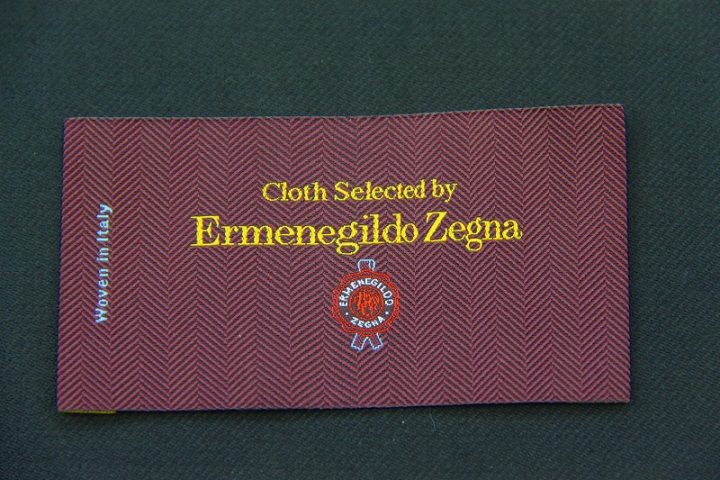 Cloth Selected by
Ermenegildo Zegna
Woven in Italy
ERMENEGILDO
ZEGNA